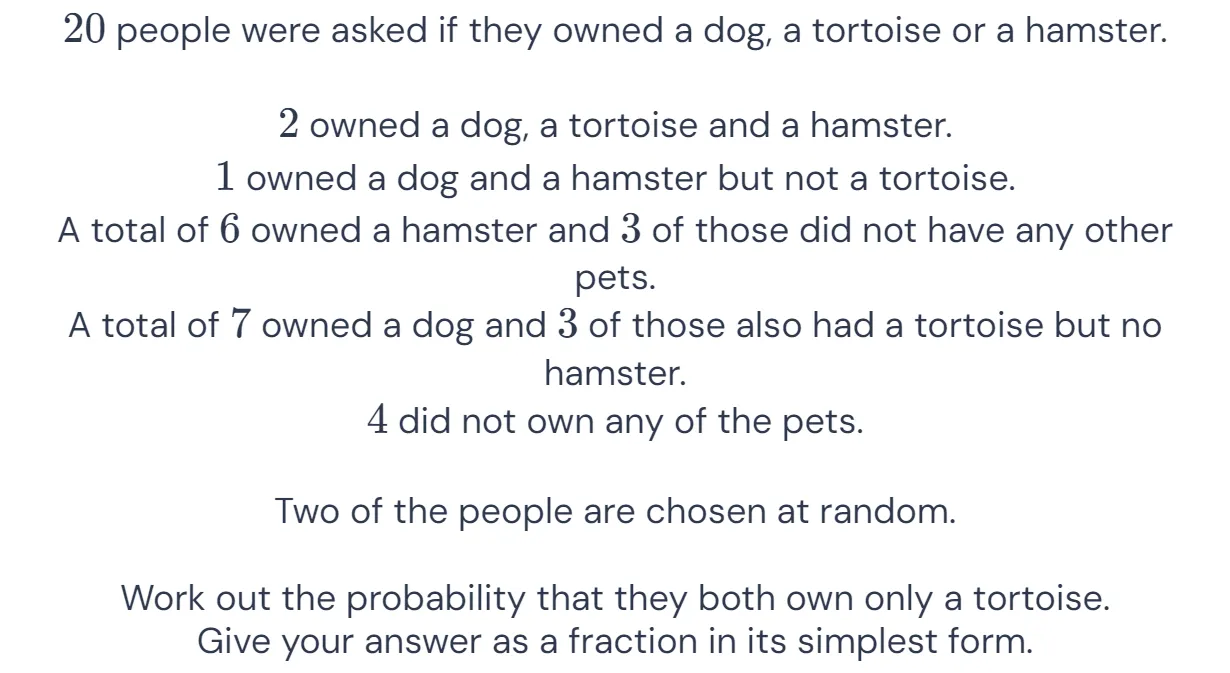 20 people were asked if they owned a dog, a tortoise or a hamster.
2 owned a dog, a tortoise and a hamster.
1 owned a dog and a hamster but not a tortoise.
A total of 6 owned a hamster and 3 of those did not have any other
pets.
A total of 7 owned a dog and 3 of those also had a tortoise but no
hamster.
4 did not own any of the pets.
Two of the people are chosen at random.
Work out the probability that they both own only a tortoise.
Give your answer as a fraction in its simplest form.